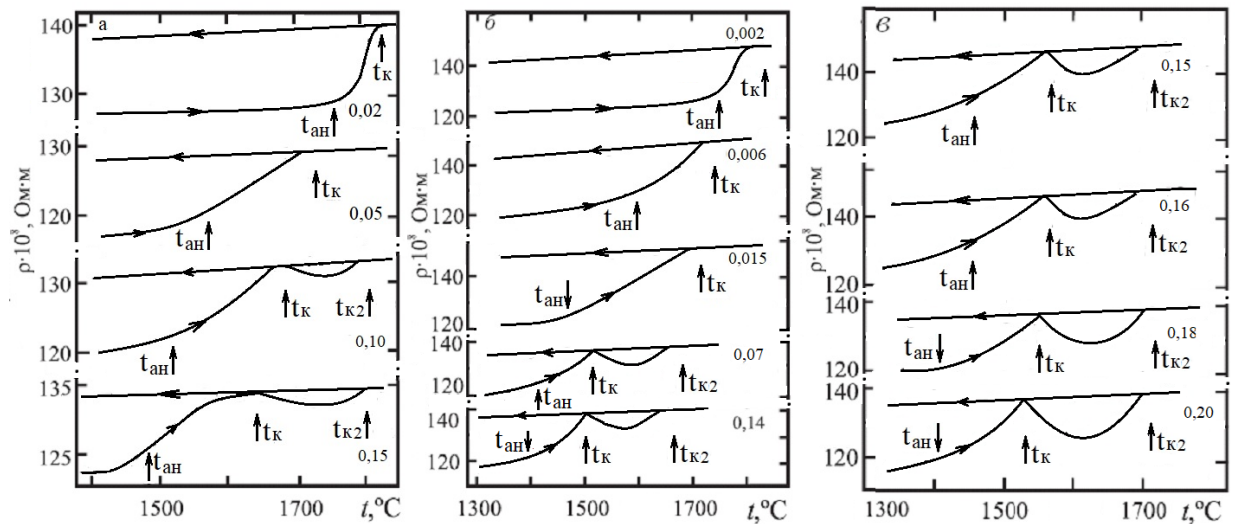 а
ρ·10⁸, Ом·м
140
130
tк
tан
0,02
130
120
tк
tан
0,05
130
120
tк
tк2
tан
0,10
135
125
tк
tк2
tан
0,15
1500
1700
t,°C
б
ρ·10⁸, Ом·м
140
120
0,002
tк
tан
140
120
0,006
tк
tан
140
120
0,015
tан
tк
140
120
0,07
tан
tк
tк2
140
120
0,14
tан
tк
tк2
1300
1500
1700
t,°C
в
ρ·10⁸, Ом·м
140
120
0,15
tан
tк
tк2
140
120
0,16
tан
tк
tк2
140
120
0,18
tан
tк
tк2
140
120
0,20
tан
tк
tк2
1300
1500
1700
t,°C